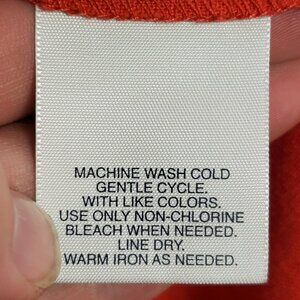 MACHINE WASH COLD
GENTLE CYCLE.
WITH LIKE COLORS.
USE ONLY NON-CHLORINE
BLEACH WHEN NEEDED.
LINE DRY.
WARM IRON AS NEEDED.